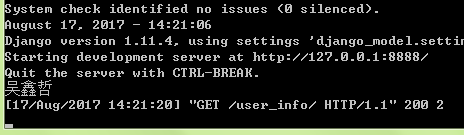 System check identified no issues (0 silenced).
August 17, 2017 - 14:21:06
Django version 1.11.4, using settings 'django_model.settin
Starting development server at http://127.0.0.1:8888/
Quit the server with CTRL-BREAK.
吴鑫哲
[17/Aug/2017 14:21:20] "GET /user_info/ HTTP/1.1" 200 2